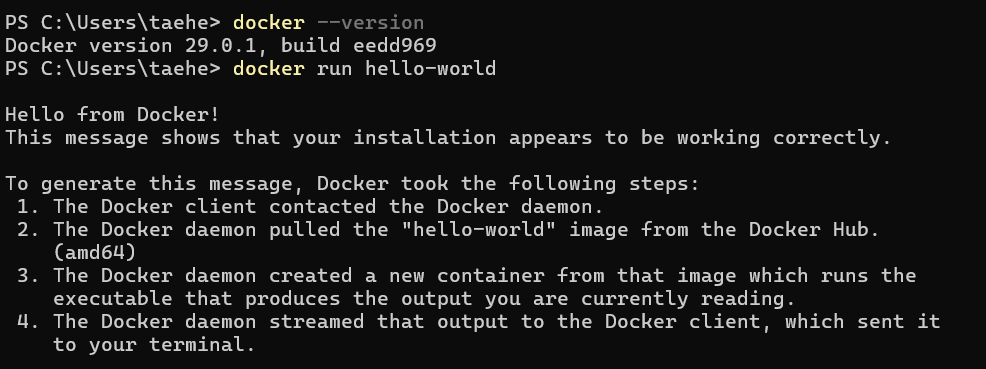 PS C:\Users\taehe> docker --version
Docker version 29.0.1, build eedd969
PS C:\Users\taehe> docker run hello-world

Hello from Docker!
This message shows that your installation appears to be working correctly.

To generate this message, Docker took the following steps:
 1. The Docker client contacted the Docker daemon.
 2. The Docker daemon pulled the "hello-world" image from the Docker Hub.
    (amd64)
 3. The Docker daemon created a new container from that image which runs the
    executable that produces the output you are currently reading.
 4. The Docker daemon streamed that output to the Docker client, which sent it
    to your terminal.